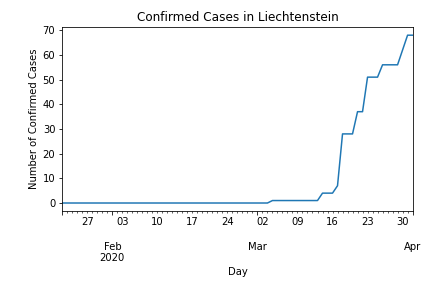 Confirmed Cases in Liechtenstein
70
60
50
40
30
20
10
0
Number of Confirmed Cases
27 03 10 17 24 02 09 16 23 30
Feb Mar Apr
2020
Day